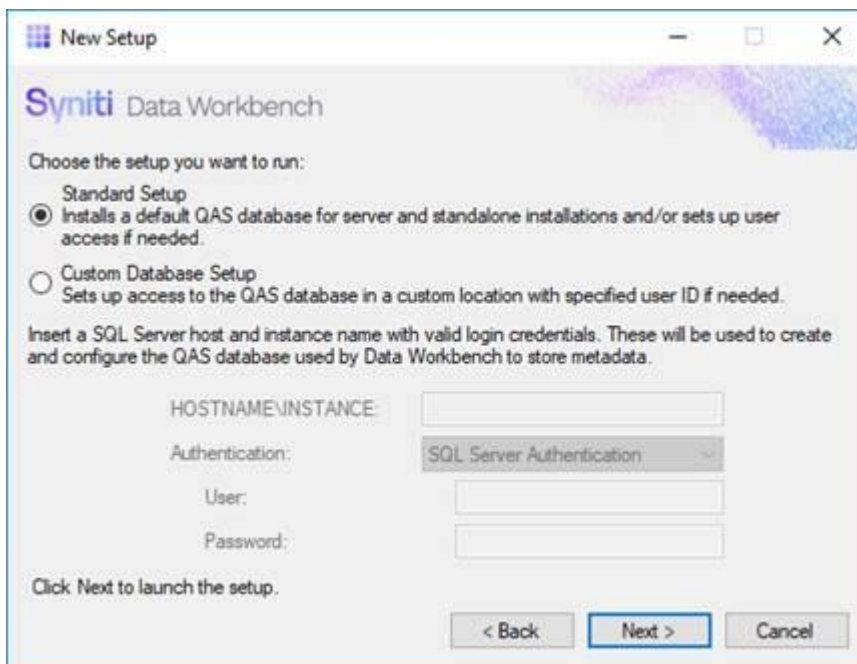 New Setup
Syniti Data Workbench
Choose the setup you want to run:
Standard Setup
Installs a default QAS database for server and standalone installations and/or sets up user
access if needed.
Custom Database Setup
Sets up access to the QAS database in a custom location with specified user ID if needed.
Insert a SQL Server host and instance name with valid login credentials. These will be used to create
and configure the QAS database used by Data Workbench to store metadata.
HOSTNAME\INSTANCE:
Authentication: SQL Server Authentication
User:
Password:
Click Next to launch the setup.
< Back Next > Cancel